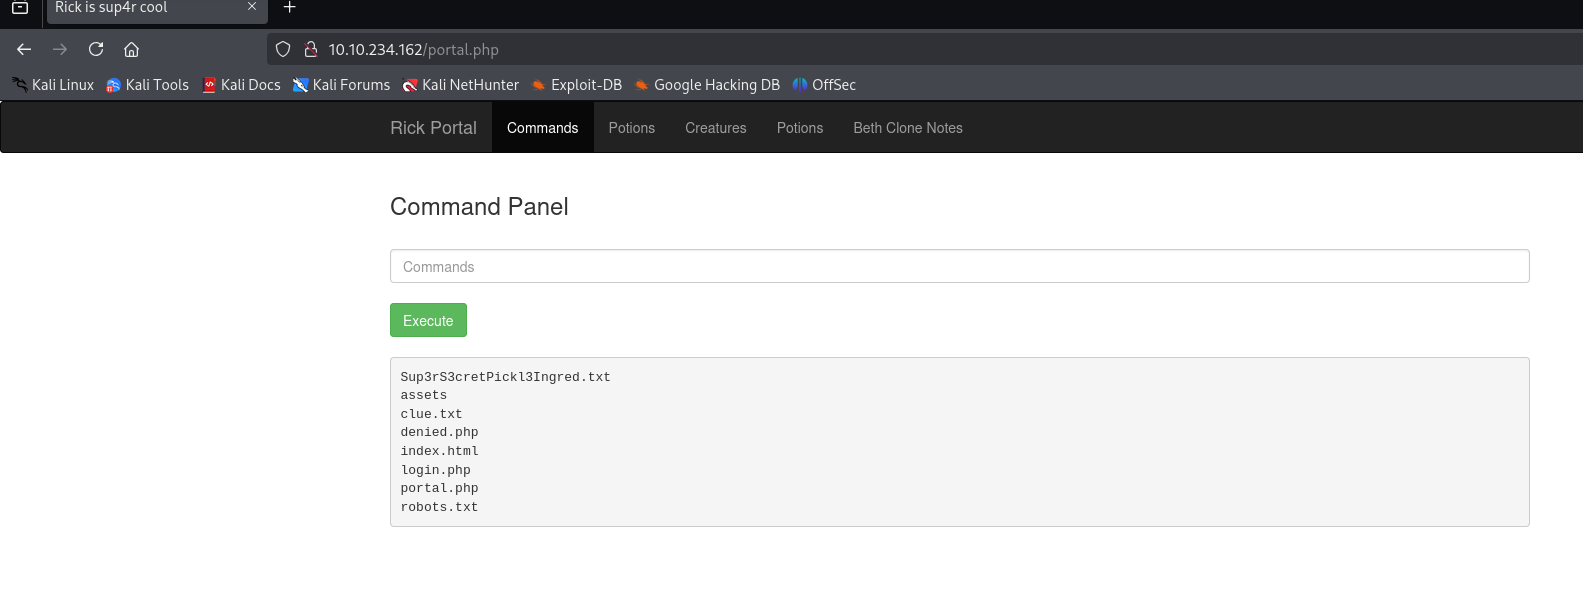 Rick is sup4r cool
10.10.234.162/portal.php
Kali Linux Kali Tools Kali Docs Kali Forums Kali NetHunter Exploit-DB Google Hacking DB OffSec
Rick Portal Commands Potions Creatures Potions Beth Clone Notes
Command Panel
Commands
Execute
Sup3rS3cretPickl3Ingred.txt
assets
clue.txt
denied.php
index.html
login.php
portal.php
robots.txt